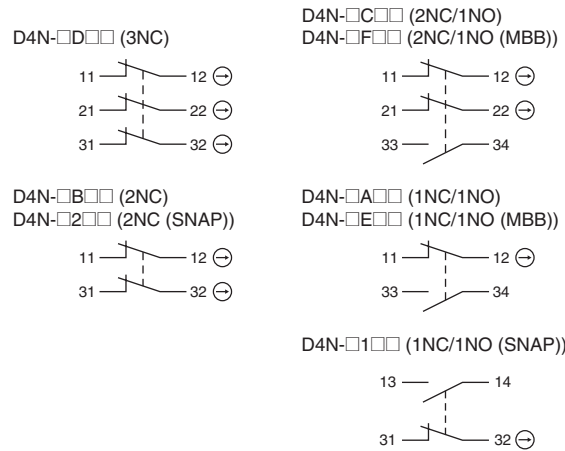 D4N-□D□□ (3NC)
11 12
21 22
31 32
D4N-□C□□ (2NC/1NO)
D4N-□F□□ (2NC/1NO (MBB))
11 12
21 22
33 34
D4N-□B□□ (2NC)
D4N-□2□□ (2NC (SNAP))
11 12
31 32
D4N-□A□□ (1NC/1NO)
D4N-□E□□ (1NC/1NO (MBB))
11 12
33 34
D4N-□1□□ (1NC/1NO (SNAP))
13 14
31 32